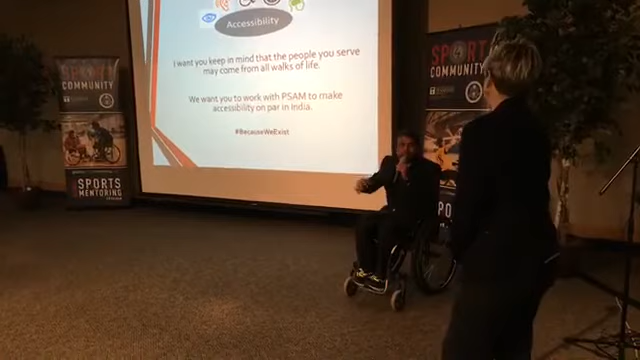 Accessibility
I want you keep in mind that the people you serve
may coming from all walks of life.
We want you to work with PSAM to make
accessibility on par in India.
#BecauseWeExist
SPORTS
COMMUNITY
SPORTS
MENTORING
SPORTS
COMMUNITY